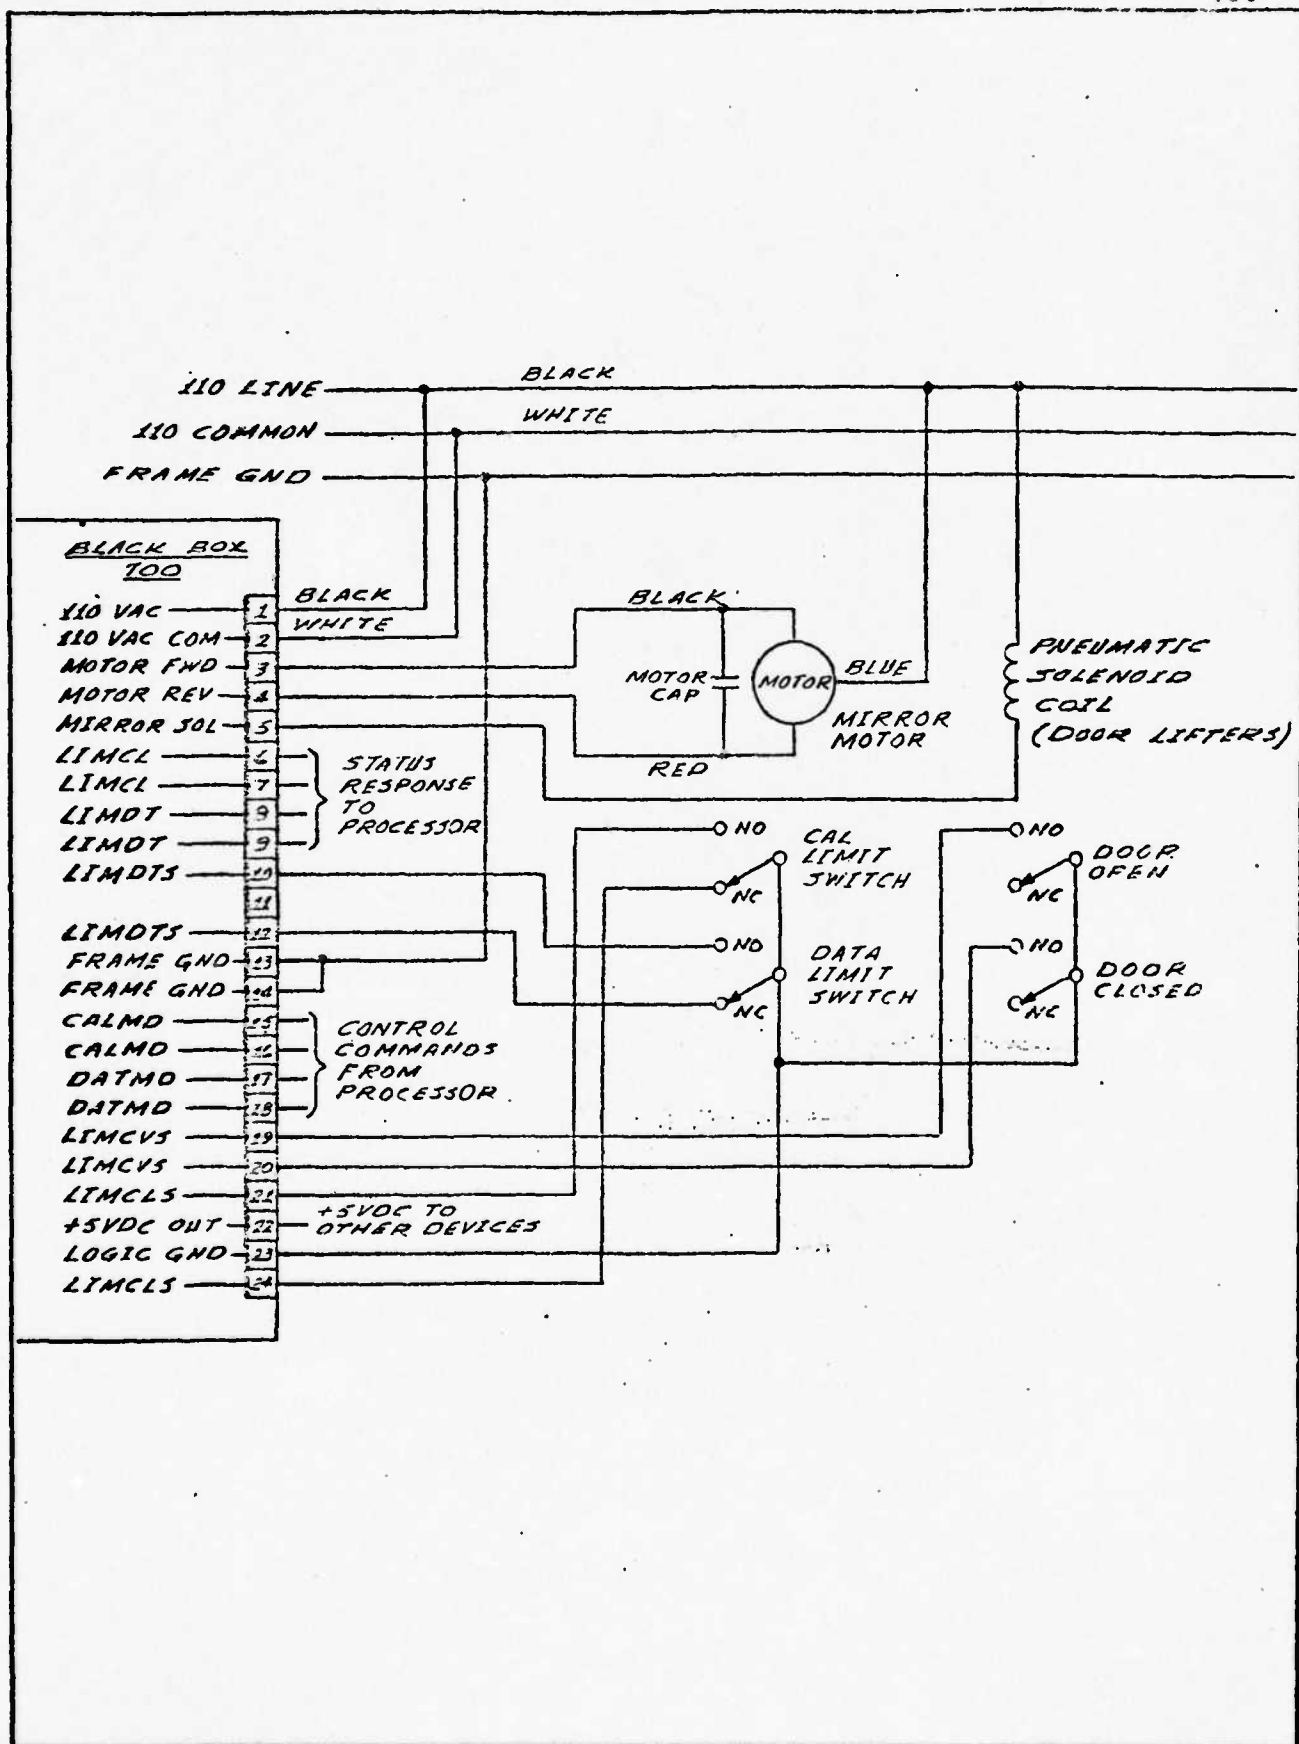 110 LINE
BLACK
110 COMMON
WHITE
FRAME GND
BLACK BOX
700
110 VAC 1 BLACK
110 VAC COM 2 WHITE
MOTOR FWD 3
MOTOR REV 4
MIRROR SOL 5
LIMCL 6
LIMCL 7
LIMDT 8
LIMDT 9
STATUS
RESPONSE
TO
PROCESSOR
LIMDTS 10
11
LIMDTS 12
FRAME GND 13
FRAME GND 14
CALMD 15
CALMD 16
DATMD 17
DATMD 18
CONTROL
COMMANDS
FROM
PROCESSOR
LIMCVS 19
LIMCVS 20
LIMCLS 21
+5VDC OUT 22
+5VDC TO
OTHER DEVICES
LOGIC GND 23
LIMCLS 24
BLACK
MOTOR
CAP
MOTOR
BLUE
MIRROR
MOTOR
RED
PNEUMATIC
SOLENOID
COIL
(DOOR LIFTERS)
NO
CAL
LIMIT
SWITCH
NC
NO
DATA
LIMIT
SWITCH
NC
NO
DOOR
OPEN
NC
NO
DOOR
CLOSED
NC